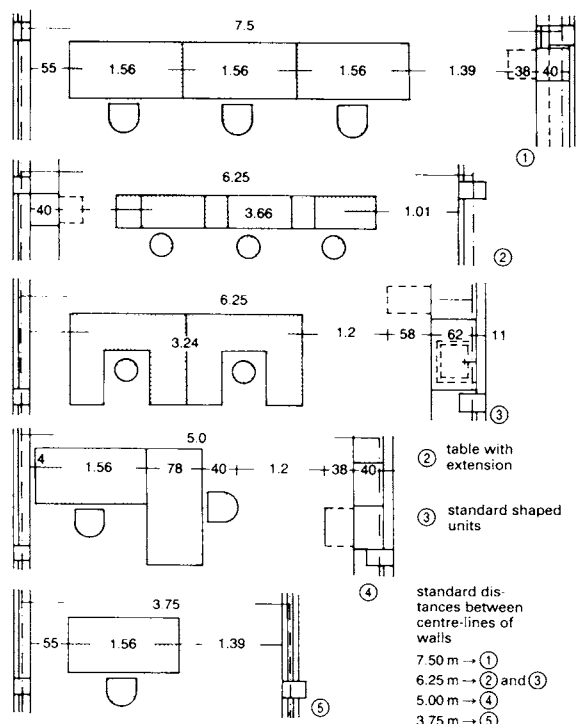 7.5
55 1.56 1.56 1.56 1.39 38 40
①
6.25
40 3.66 1.01
②
6.25
3.24 1.2 58 62 11
③
5.0
4 1.56 78 40 1.2 38 40
④
② table with
extension
③ standard shaped
units
3.75
55 1.56 1.39
⑤
standard dis-
tances between
centre-lines of
walls
7.50 m → ①
6.25 m → ② and ③
5.00 m → ④
3.75 m → ⑤